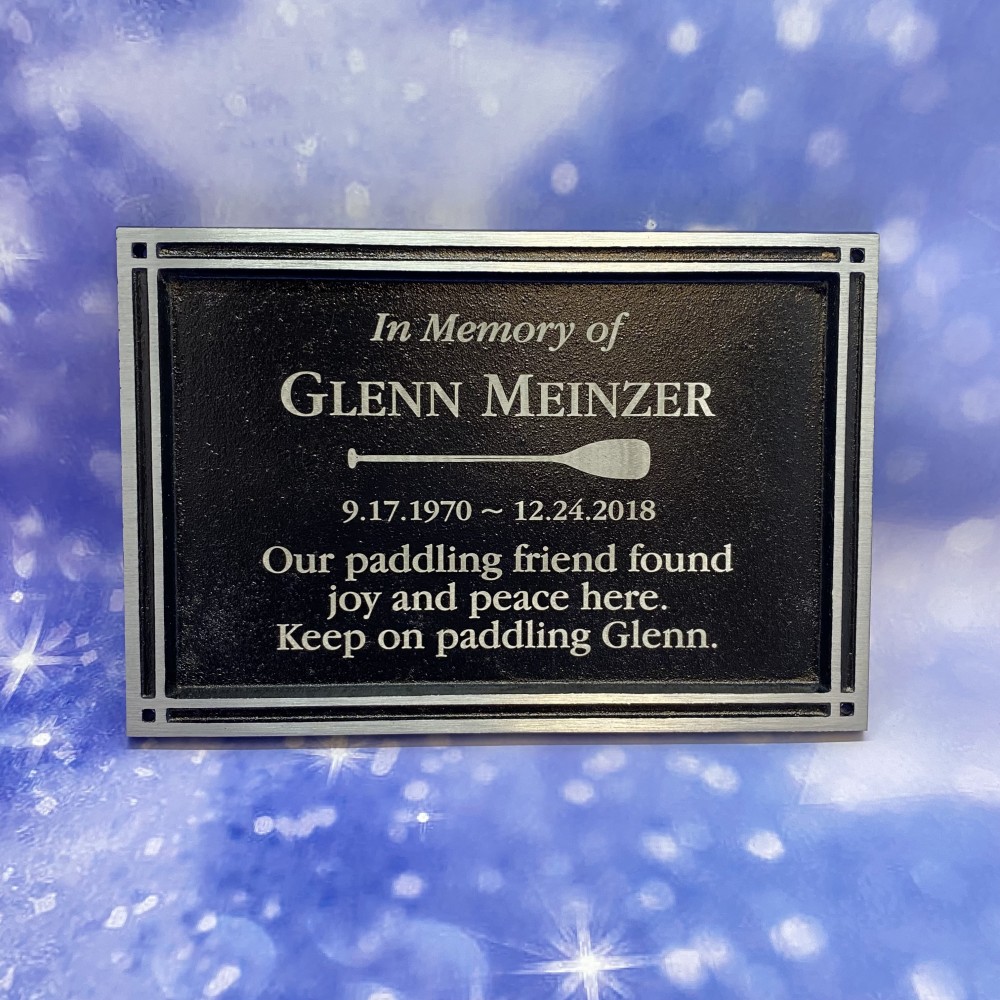 In Memory of
GLENN MEINZER
9.17.1970 ~ 12.24.2018
Our paddling friend found
joy and peace here.
Keep on paddling Glenn.